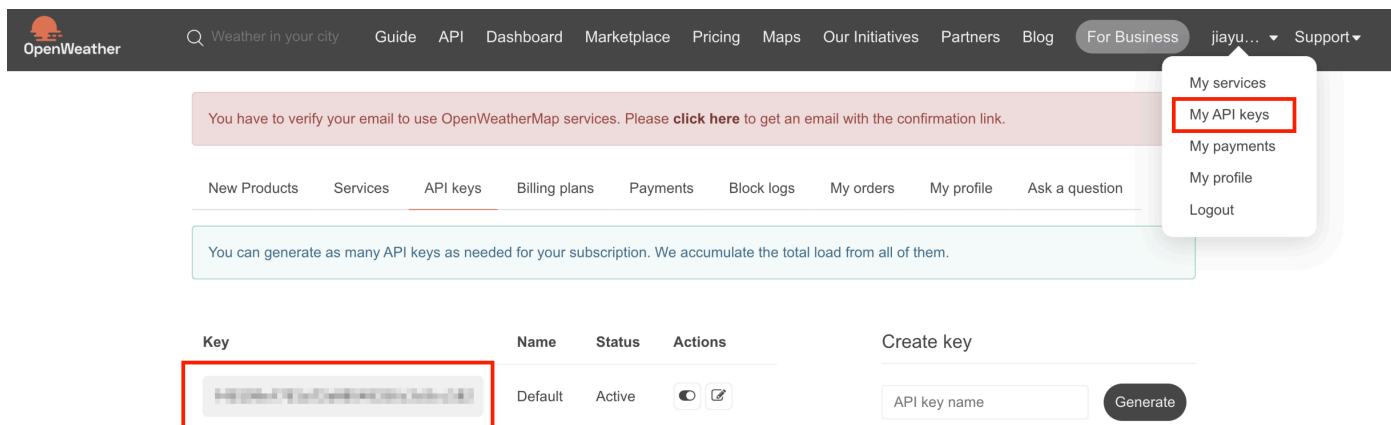 OpenWeather
Weather in your city Guide API Dashboard Marketplace Pricing Maps Our Initiatives Partners Blog For Business jiayu... Support
My services
My API keys
My payments
My profile
Logout
You have to verify your email to use OpenWeatherMap services. Please click here to get an email with the confirmation link.
New Products Services API keys Billing plans Payments Block logs My orders My profile Ask a question
You can generate as many API keys as needed for your subscription. We accumulate the total load from all of them.
Key Name Status Actions
Default Active
Create key
API key name Generate